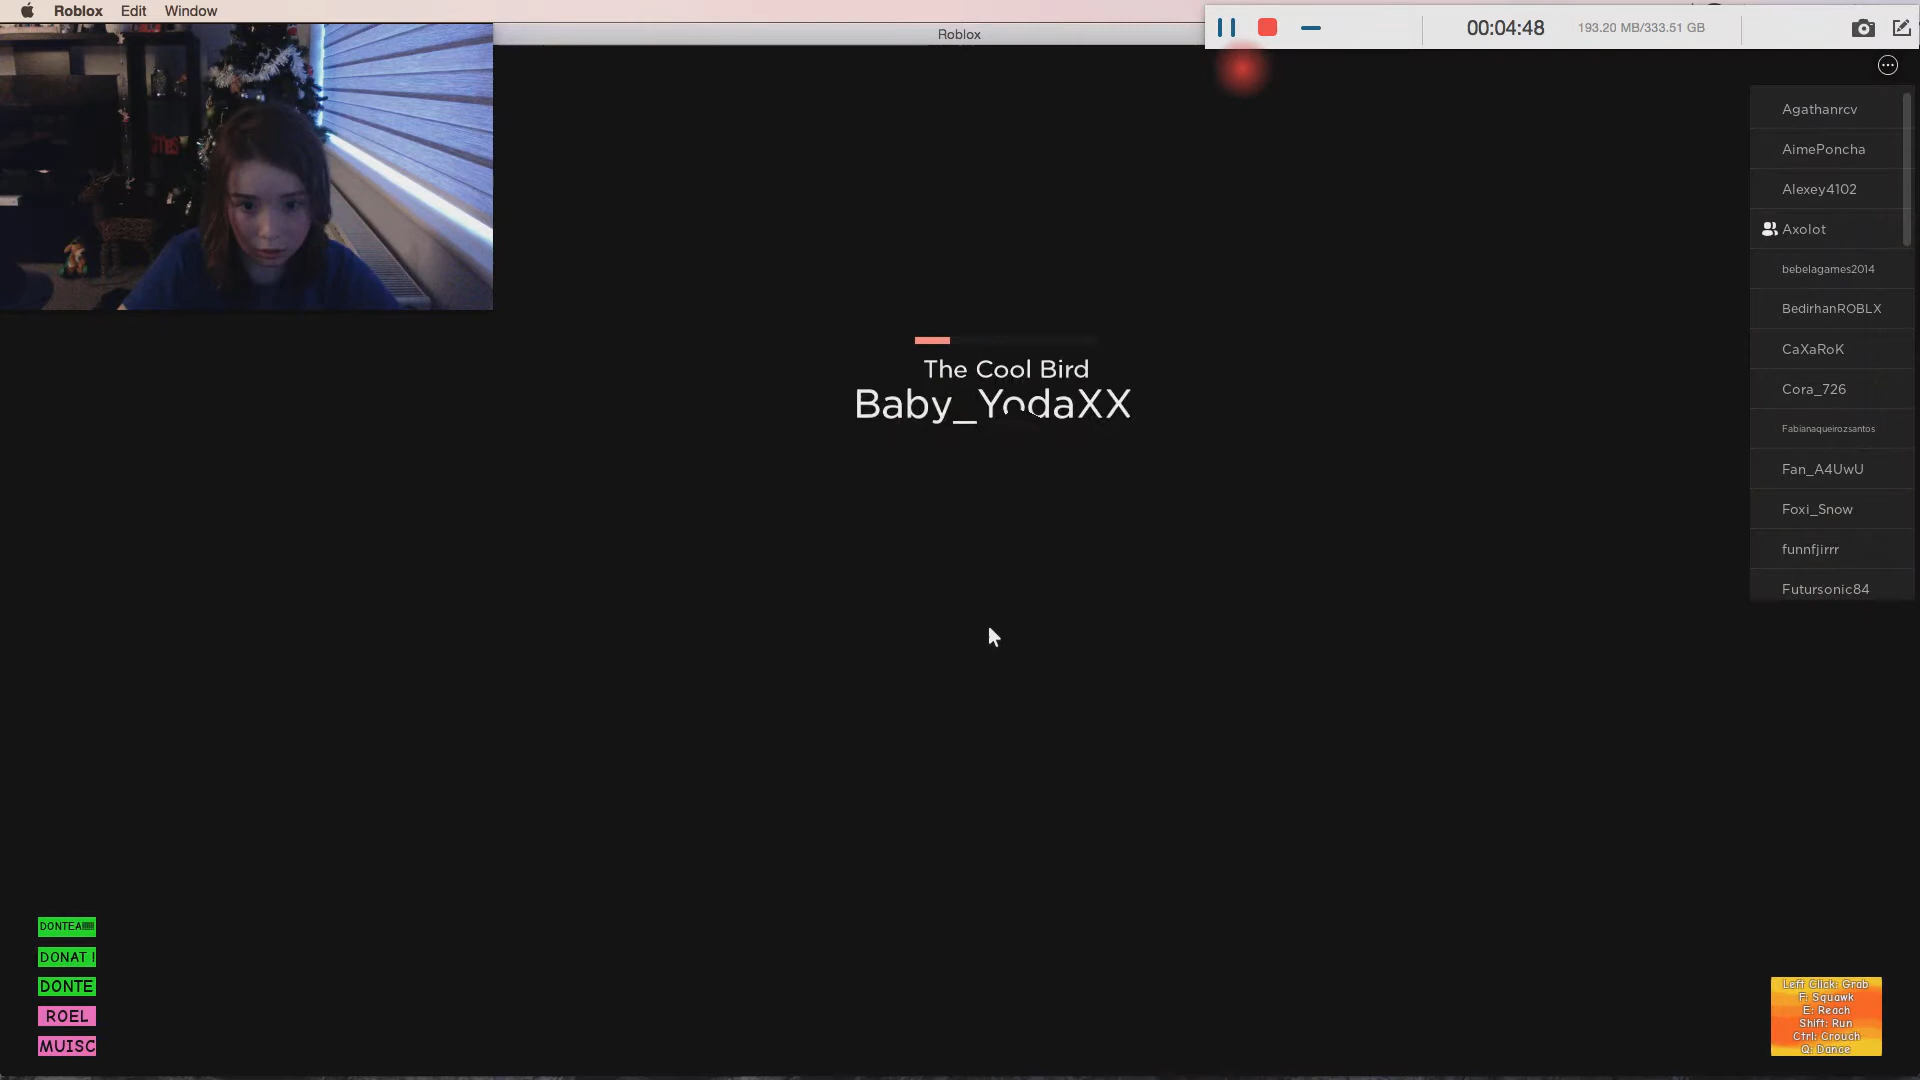 Roblox Edit Window
Roblox
00:04:48 193.20 MB/333.51 GB
Agathanrcv
AimePoncha
Alexey4102
Axolot
bebelagames2014
BedirhanROBLX
CaXaRoK
Cora_726
Fabianaqueirozsantos
Fan_A4UwU
Foxi_Snow
funnfjirrr
Futursonic84
The Cool Bird
Baby_YodaXX
DONAT !
DONTE
ROEL
MUISC
Left Click: Grab
F: Squawk
E: Reach
Shift: Run
Ctrl: Crouch
Q: Dance